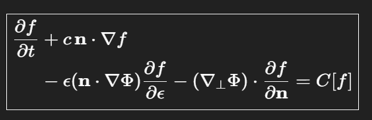 ∂f/∂t + c n · ∇f
− ϵ(n · ∇Φ) ∂f/∂ϵ − (∇⊥Φ) · ∂f/∂n = C[f]